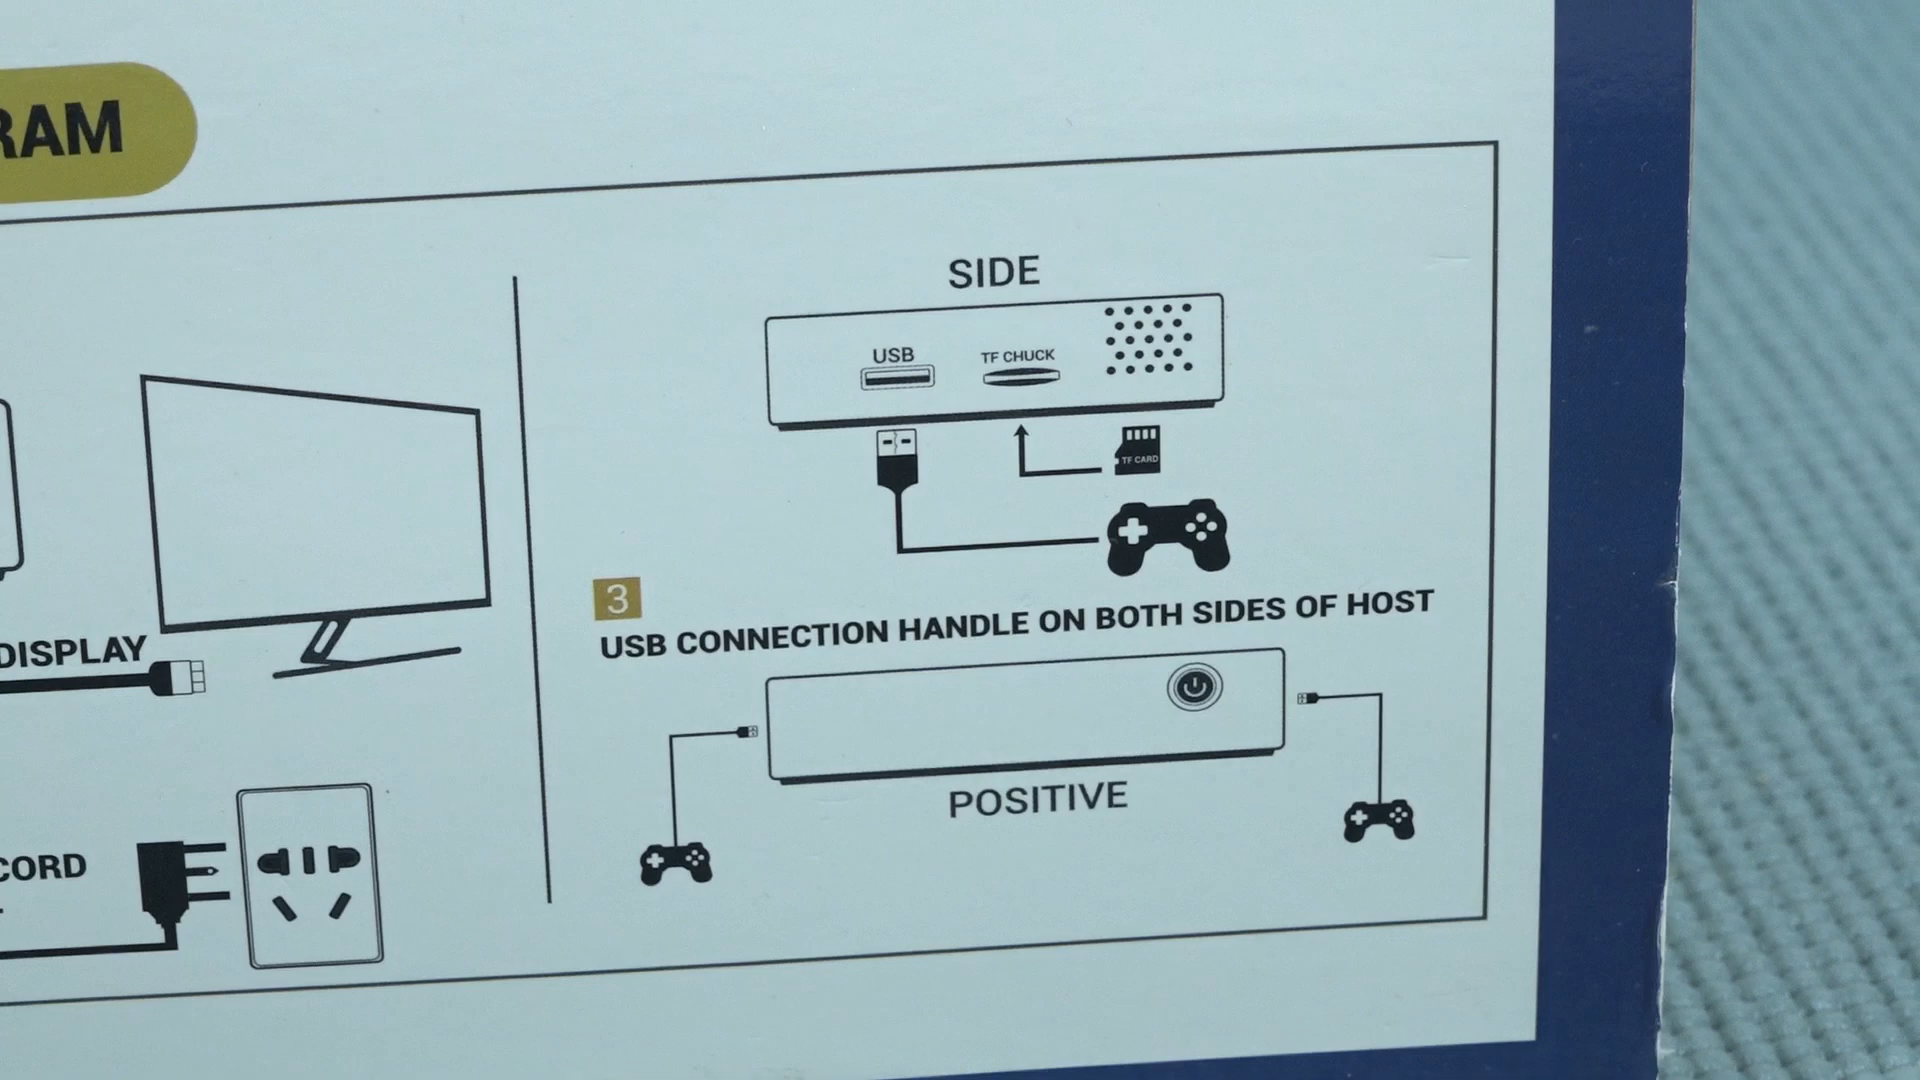 RAM
SIDE
USB
TF CHUCK
TF CARD
3
USB CONNECTION HANDLE ON BOTH SIDES OF HOST
DISPLAY
POSITIVE
CORD